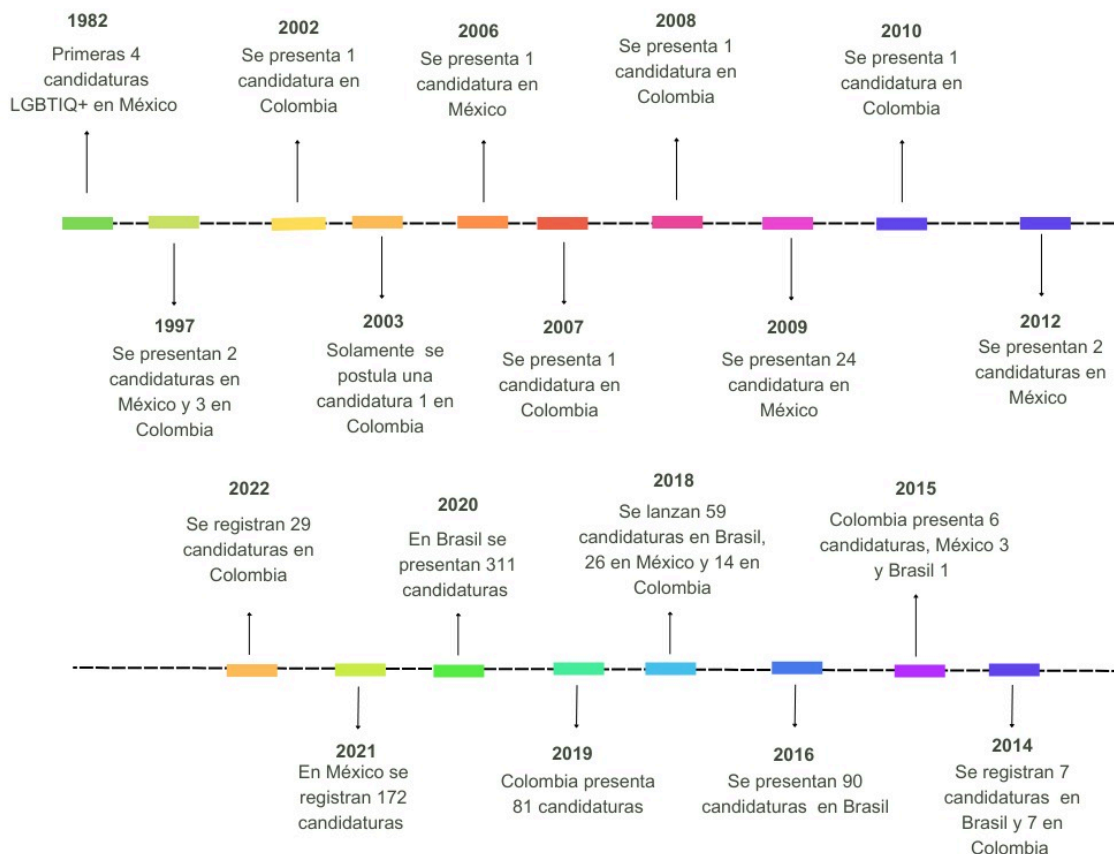 1982
Primeras 4
candidaturas
LGBTIQ+ en México
2002
Se presenta 1
candidatura en
Colombia
2006
Se presenta 1
candidatura en
México
2008
Se presenta 1
candidatura en
Colombia
2010
Se presenta 1
candidatura en
Colombia
1997
Se presentan 2
candidaturas en
México y 3 en
Colombia
2003
Solamente se
postula una
candidatura 1 en
Colombia
2007
Se presenta 1
candidatura en
Colombia
2009
Se presentan 24
candidatura en
México
2012
Se presentan 2
candidaturas en
México
2022
Se registran 29
candidaturas en
Colombia
2020
En Brasil se
presentan 311
candidaturas
2018
Se lanzan 59
candidaturas en Brasil,
26 en México y 14 en
Colombia
2015
Colombia presenta 6
candidaturas, México 3
y Brasil 1
2021
En México se
registran 172
candidaturas
2019
Colombia presenta
81 candidaturas
2016
Se presentan 90
candidaturas en Brasil
2014
Se registran 7
candidaturas en
Brasil y 7 en
Colombia